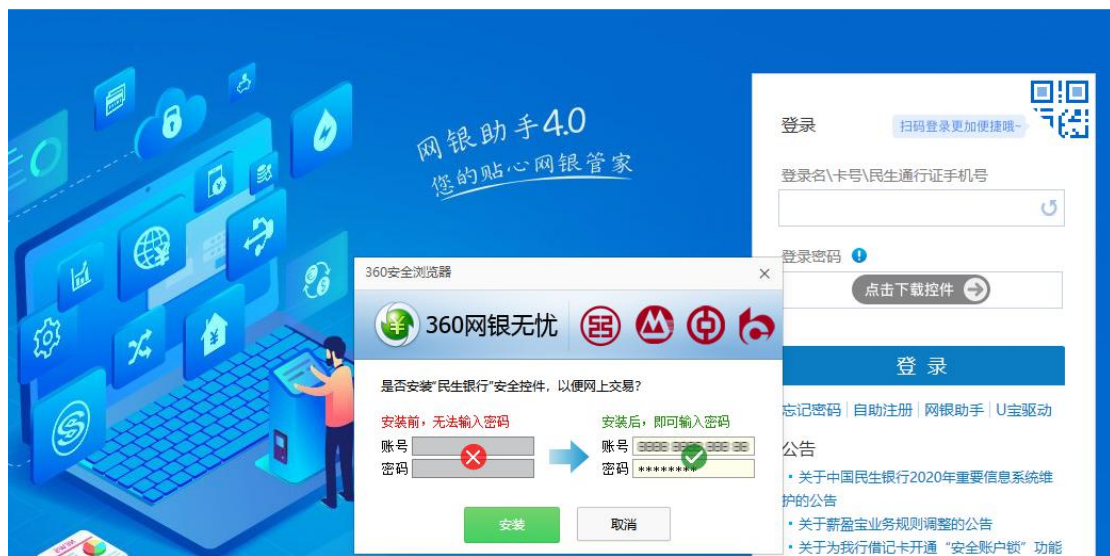 网银助手4.0
您的贴心网银管家
登录
扫码登录更加便捷哦~
登录名\卡号\民生通行证手机号
登录密码
点击下载控件
登 录
忘记密码 | 自助注册 | 网银助手 | U宝驱动
公告
· 关于中国民生银行2020年重要信息系统维
护的公告
· 关于薪盈宝业务规则调整的公告
· 关于为我行借记卡开通 “安全账户锁” 功能
360安全浏览器
360网银无忧
是否安装“民生银行”安全控件，以便网上交易？
安装前，无法输入密码
账号
密码
安装后，即可输入密码
账号
密码 ********
安装
取消